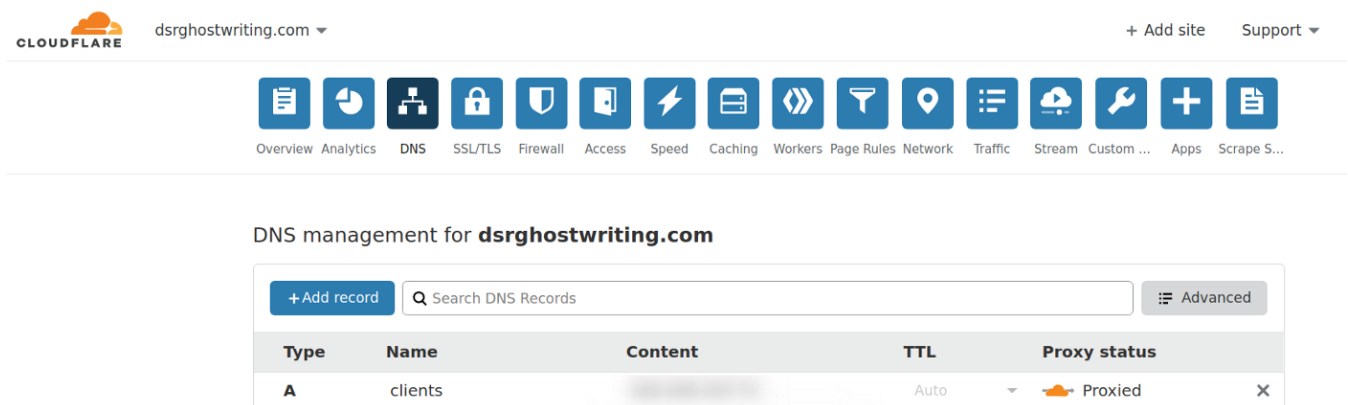 CLOUDFLARE dsrghostwriting.com + Add site Support
Overview Analytics DNS SSL/TLS Firewall Access Speed Caching Workers Page Rules Network Traffic Stream Custom ... Apps Scrape S...
DNS management for dsrghostwriting.com
+Add record Search DNS Records Advanced
Type Name Content TTL Proxy status
A clients Auto Proxied